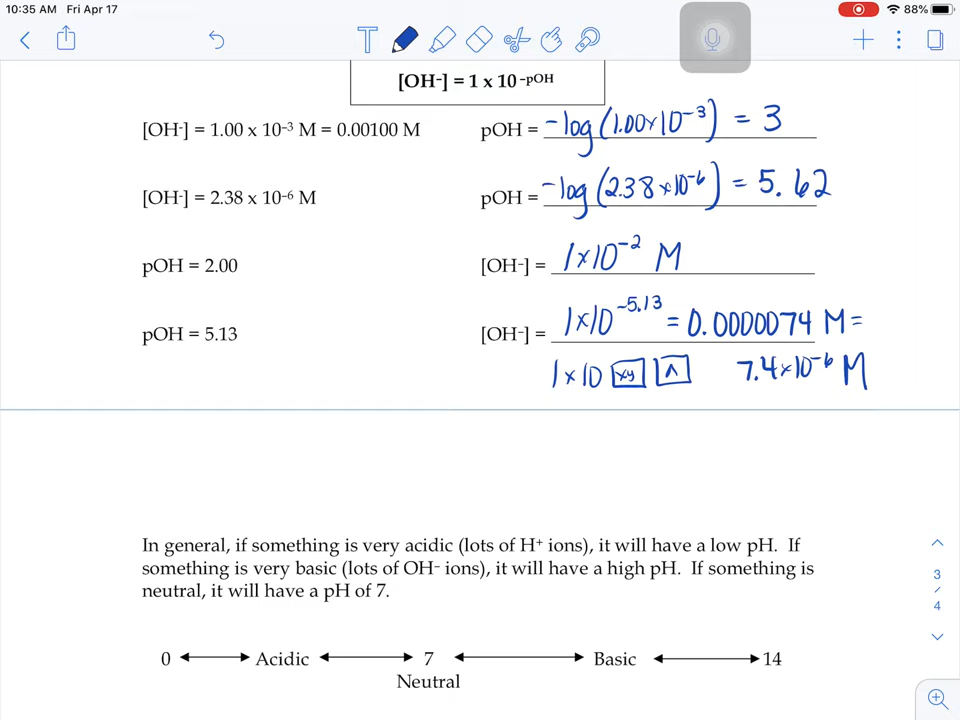 10:35 AM Fri Apr 17 88%
[OH-] = 1 x 10 –pOH
[OH-] = 1.00 x 10–3 M = 0.00100 M pOH = -log(1.00×10-3) = 3
[OH-] = 2.38 x 10–6 M pOH = -log(2.38×10-6) = 5.62
pOH = 2.00 [OH–] = 1×10-2 M
pOH = 5.13 [OH–] = 1×10-5.13 = 0.0000074 M =
1×10 xy ^ 7.4×10-6 M
In general, if something is very acidic (lots of H+ ions), it will have a low pH. If
something is very basic (lots of OH– ions), it will have a high pH. If something is
neutral, it will have a pH of 7.
0 Acidic 7 Basic 14
Neutral
3
/
4